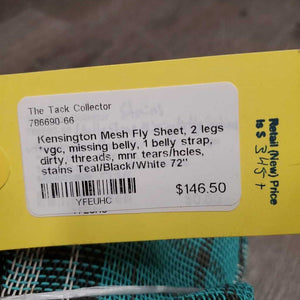 The Tack Collector
786690-66
Kensington Mesh Fly Sheet, 2 legs
*vgc, missing belly, 1 belly strap,
dirty, threads, mnr tears/holes,
stains Teal/Black/White 72"
$146.50
YFEUHC
YFEUHC
Retail (New) Price
Is $ 345+